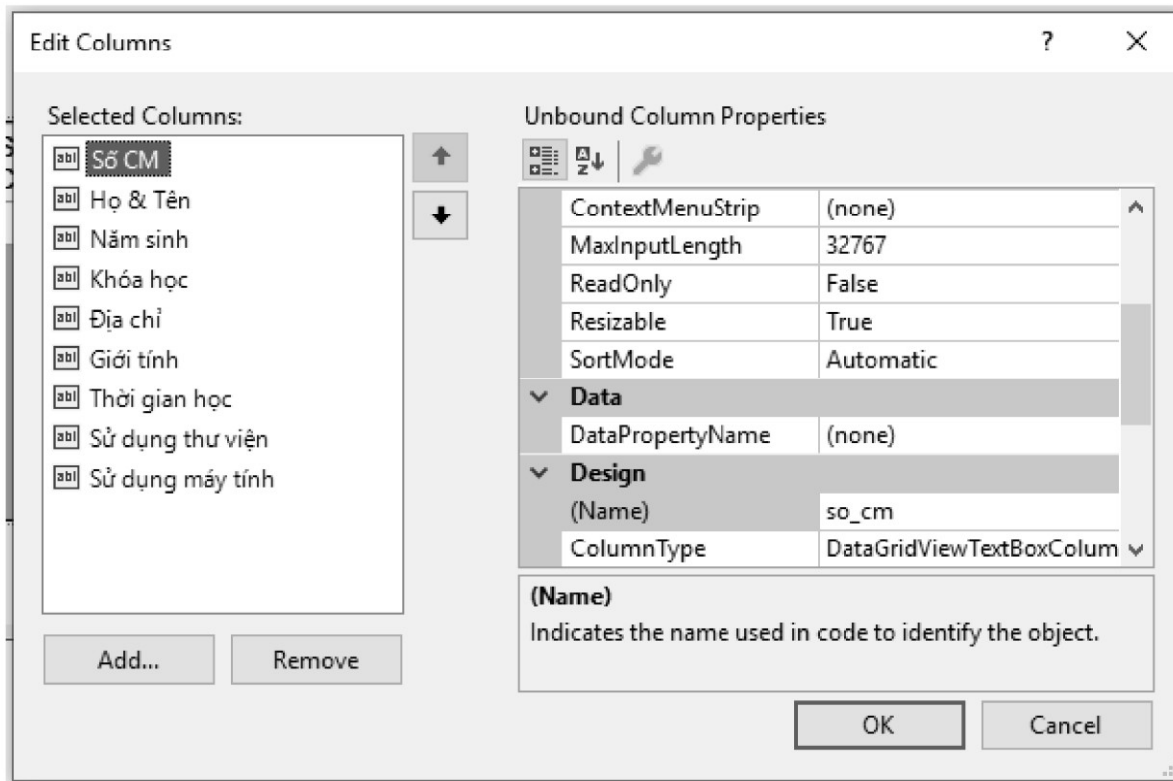 Edit Columns
?
Selected Columns:
Số CM
Họ & Tên
Năm sinh
Khóa học
Địa chỉ
Giới tính
Thời gian học
Sử dụng thư viện
Sử dụng máy tính
Add...
Remove
Unbound Column Properties
ContextMenuStrip (none)
MaxInputLength 32767
ReadOnly False
Resizable True
SortMode Automatic
Data
DataPropertyName (none)
Design
(Name) so_cm
ColumnType DataGridViewTextBoxColum
(Name)
Indicates the name used in code to identify the object.
OK
Cancel